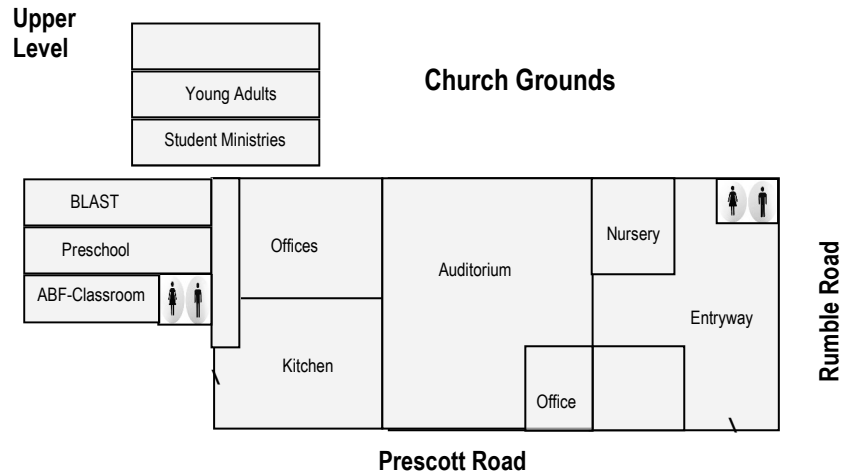 Upper
Level
Church Grounds
Young Adults
Student Ministries
BLAST
Preschool
ABF-Classroom
Offices
Kitchen
Auditorium
Nursery
Entryway
Office
Rumble Road
Prescott Road